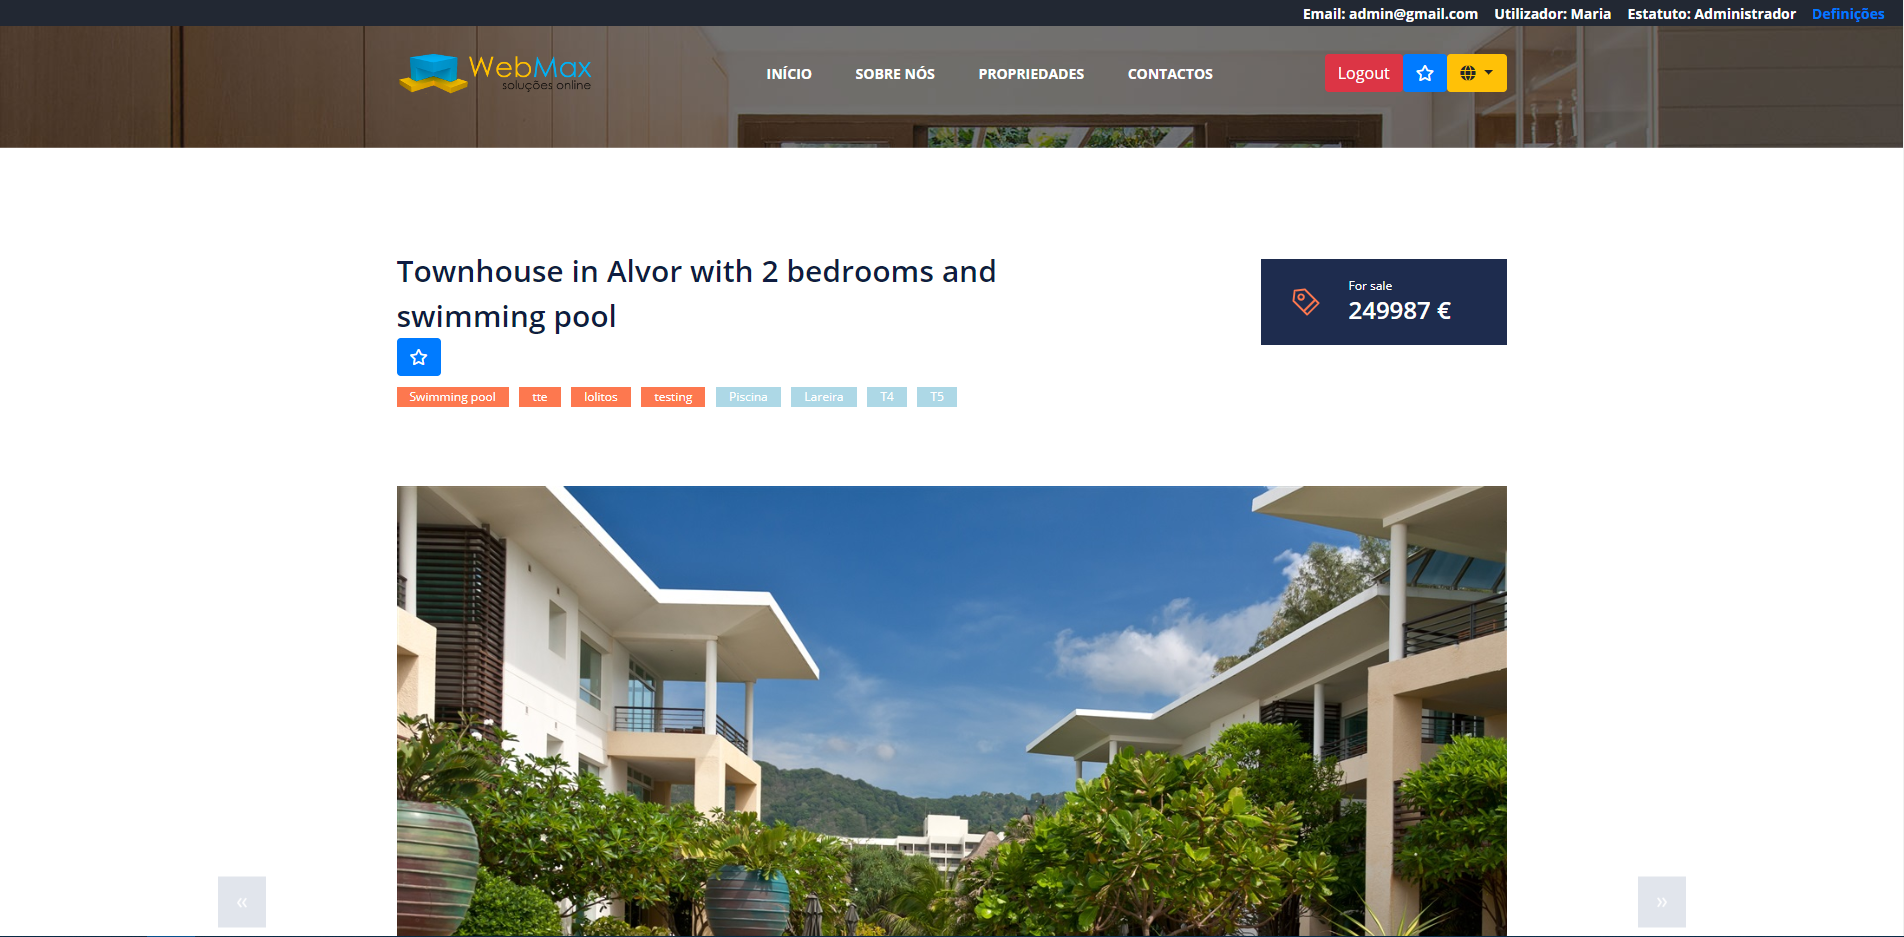 Email: admin@gmail.com Utilizador: Maria Estatuto: Administrador Definições
WebMax
soluções online
INÍCIO SOBRE NÓS PROPRIEDADES CONTACTOS
Logout
Townhouse in Alvor with 2 bedrooms and
swimming pool
For sale
249987 €
Swimming pool tte lolitos testing Piscina Lareira T4 T5
« »